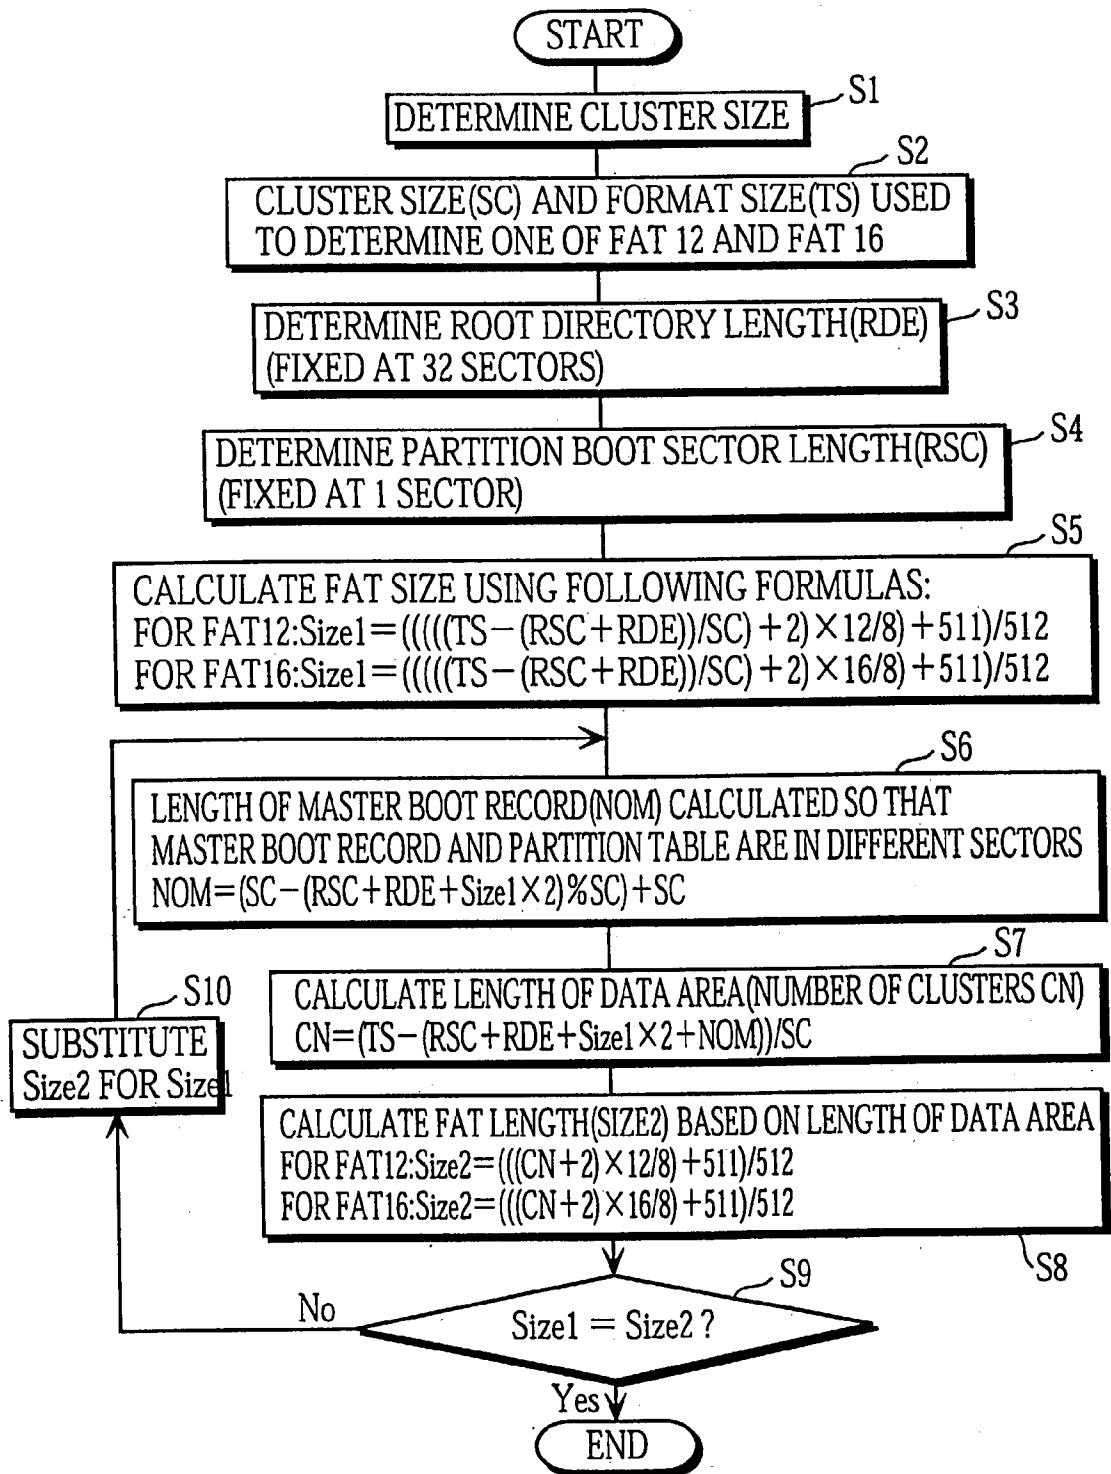 START
S1
DETERMINE CLUSTER SIZE
S2
CLUSTER SIZE(SC) AND FORMAT SIZE(TS) USED
TO DETERMINE ONE OF FAT 12 AND FAT 16
S3
DETERMINE ROOT DIRECTORY LENGTH(RDE)
(FIXED AT 32 SECTORS)
S4
DETERMINE PARTITION BOOT SECTOR LENGTH(RSC)
(FIXED AT 1 SECTOR)
S5
CALCULATE FAT SIZE USING FOLLOWING FORMULAS:
FOR FAT12:Size1=(((((TS-(RSC+RDE))/SC)+2)×12/8)+511)/512
FOR FAT16:Size1=(((((TS-(RSC+RDE))/SC)+2)×16/8)+511)/512
S6
LENGTH OF MASTER BOOT RECORD(NOM) CALCULATED SO THAT
MASTER BOOT RECORD AND PARTITION TABLE ARE IN DIFFERENT SECTORS
NOM=(SC-(RSC+RDE+Size1×2)%SC)+SC
S7
CALCULATE LENGTH OF DATA AREA(NUMBER OF CLUSTERS CN)
CN=(TS-(RSC+RDE+Size1×2+NOM))/SC
S10
SUBSTITUTE
Size2 FOR Size1
CALCULATE FAT LENGTH(SIZE2) BASED ON LENGTH OF DATA AREA
FOR FAT12:Size2=(((CN+2)×12/8)+511)/512
FOR FAT16:Size2=(((CN+2)×16/8)+511)/512
S8
S9
No
Size1 = Size2 ?
Yes
END